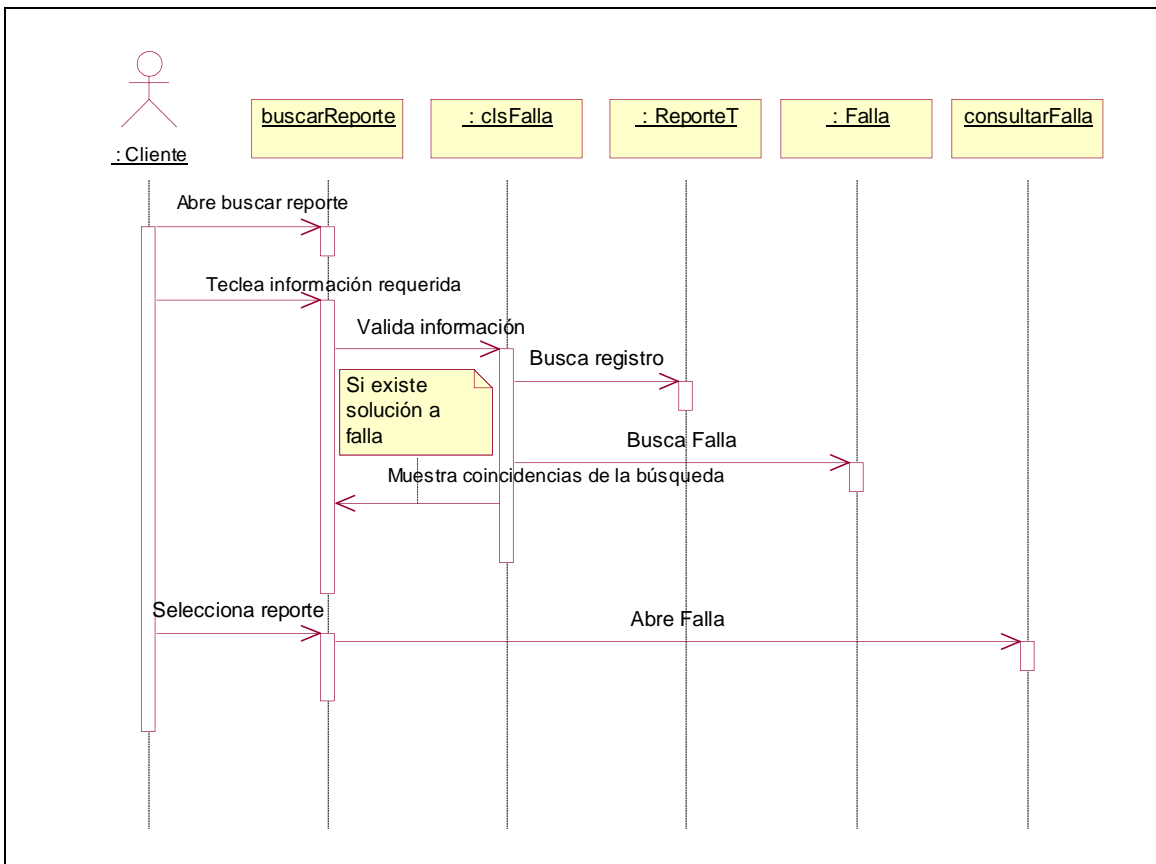 : Cliente
buscarReporte
: clsFalla
: ReporteT
: Falla
consultarFalla
Abre buscar reporte
Teclea información requerida
Valida información
Busca registro
Si existe
solución a
falla
Busca Falla
Muestra coincidencias de la búsqueda
Selecciona reporte
Abre Falla